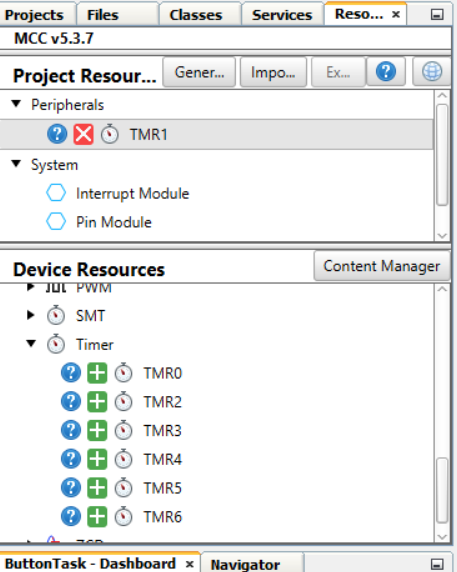 Projects Files Classes Services Reso... ×
MCC v5.3.7
Project Resour... Gener... Impo... Ex... ? 
Peripherals
? TMR1
System
Interrupt Module
Pin Module
Device Resources Content Manager
PWM
SMT
Timer
? TMR0
? TMR2
? TMR3
? TMR4
? TMR5
? TMR6
ButtonTask - Dashboard × Navigator